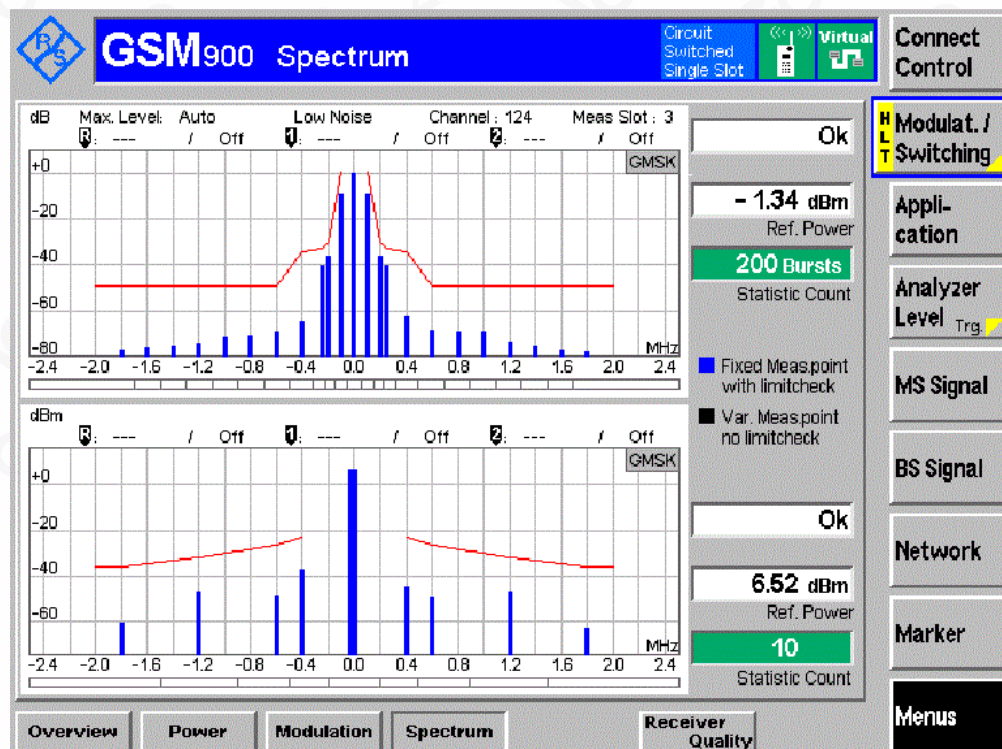 R/S
GSM900 Spectrum
Circuit
Switched
Single Slot
Virtual
Connect
Control
dB Max. Level: Auto Low Noise Channel : 124 Meas Slot : 3
R: --- / Off 1: --- / Off 2: --- / Off
GMSK
+0
-20
-40
-60
-80
MHz
-2.4 -2.0 -1.6 -1.2 -0.8 -0.4 0.0 0.4 0.8 1.2 1.6 2.0 2.4
Ok
- 1.34 dBm
Ref. Power
200 Bursts
Statistic Count
Fixed Meas.point
with limitcheck
Var. Meas.point
no limitcheck
dBm
R: --- / Off 1: --- / Off 2: --- / Off
GMSK
+0
-20
-40
-60
MHz
-2.4 -2.0 -1.6 -1.2 -0.8 -0.4 0.0 0.4 0.8 1.2 1.6 2.0 2.4
Ok
6.52 dBm
Ref. Power
10
Statistic Count
HLT
Modulat. /
Switching
Appli-
cation
Analyzer
Level Trg.
MS Signal
BS Signal
Network
Marker
Menus
Overview
Power
Modulation
Spectrum
Receiver
Quality